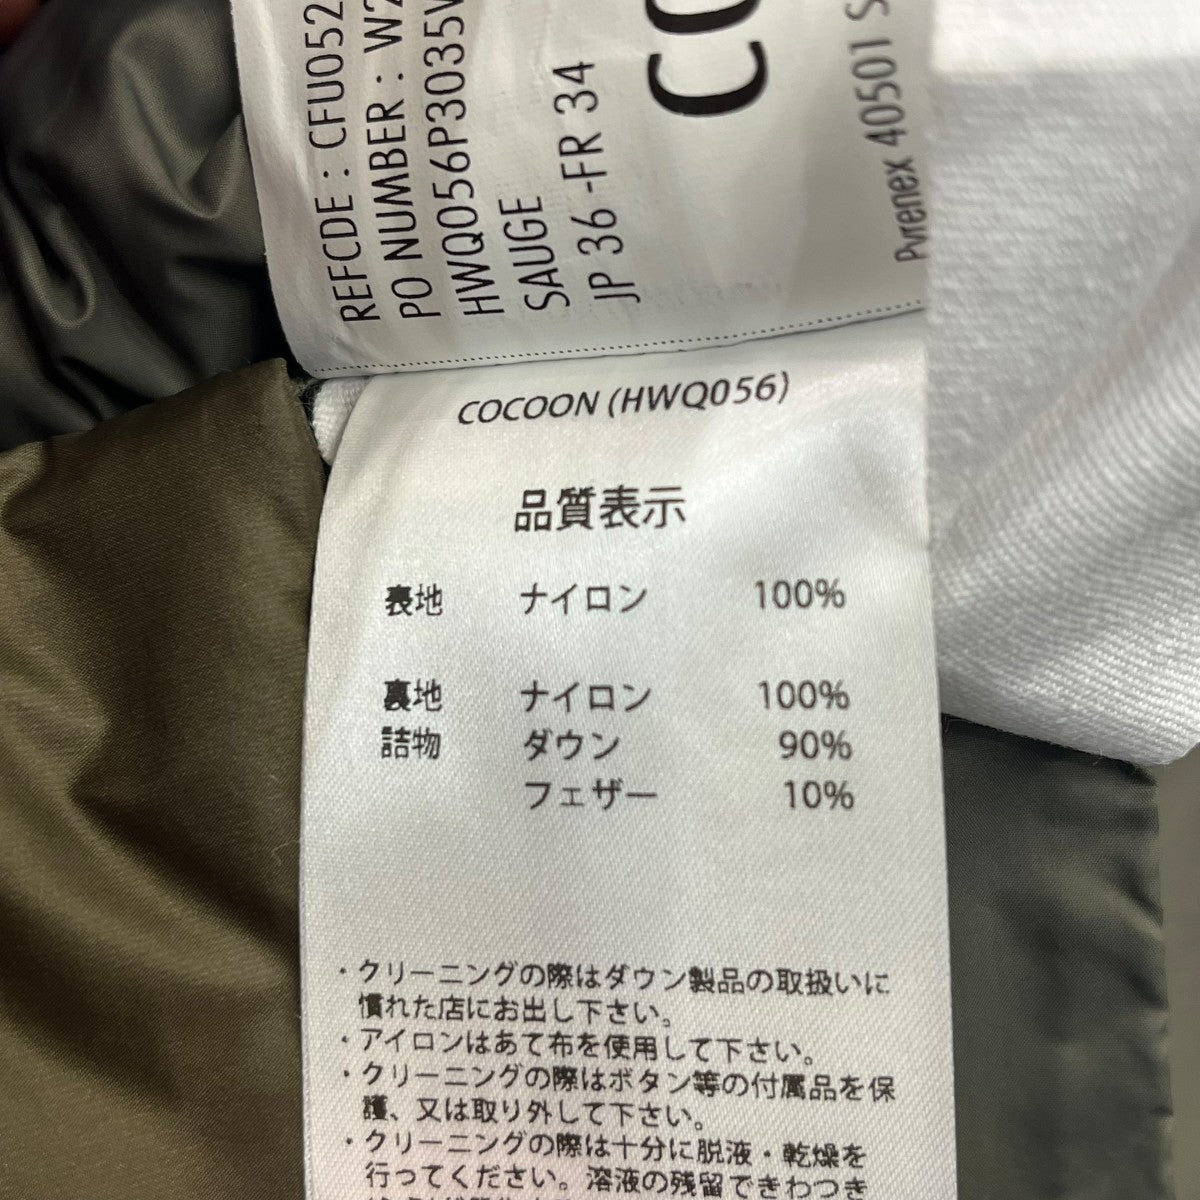 REFCDE : CFU052
PO NUMBER :
HWQ056P3035
SAUGE
JP 36 -FR 34
Pyrenex 40501 S
COCOON (HWQ056)
品質表示
表地 ナイロン 100%
裏地 ナイロン 100%
詰物 ダウン 90%
フェザー 10%
・クリーニングの際はダウン製品の取扱いに
慣れた店にお出し下さい。
・アイロンはあて布を使用して下さい。
・クリーニングの際はボタン等の付属品を保
護、又は取り外して下さい。
・クリーニングの際は十分に脱液・乾燥を
行ってください。溶液の残留できわつき